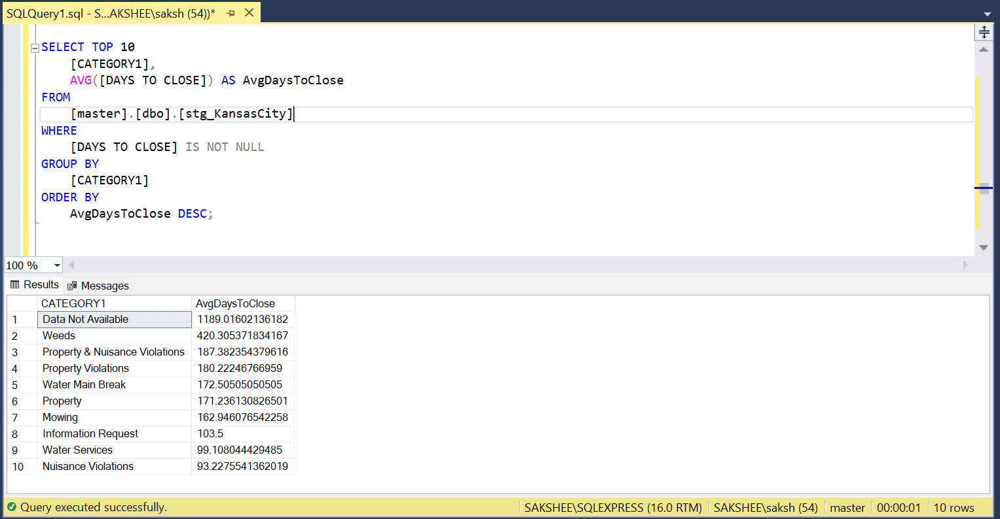 SQLQuery1.sql - S...AKSHEE\saksh (54))*
SELECT TOP 10
[CATEGORY1],
AVG([DAYS TO CLOSE]) AS AvgDaysToClose
FROM
[master].[dbo].[stg_KansasCity]
WHERE
[DAYS TO CLOSE] IS NOT NULL
GROUP BY
[CATEGORY1]
ORDER BY
AvgDaysToClose DESC;
100 %
Results Messages
CATEGORY1 AvgDaysToClose
1 Data Not Available 1189.01602136182
2 Weeds 420.305371834167
3 Property & Nuisance Violations 187.382354379616
4 Property Violations 180.22246766959
5 Water Main Break 172.50505050505
6 Property 171.236130826501
7 Mowing 162.946076542258
8 Information Request 103.5
9 Water Services 99.108044429485
10 Nuisance Violations 93.2275541362019
Query executed successfully. SAKSHEE\SQLEXPRESS (16.0 RTM) SAKSHEE\saksh (54) master 00:00:01 10 rows